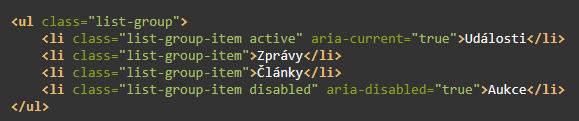 <ul class="list-group">
    <li class="list-group-item active" aria-current="true">Události</li>
    <li class="list-group-item">Zprávy</li>
    <li class="list-group-item">Články</li>
    <li class="list-group-item disabled" aria-disabled="true">Aukce</li>
</ul>